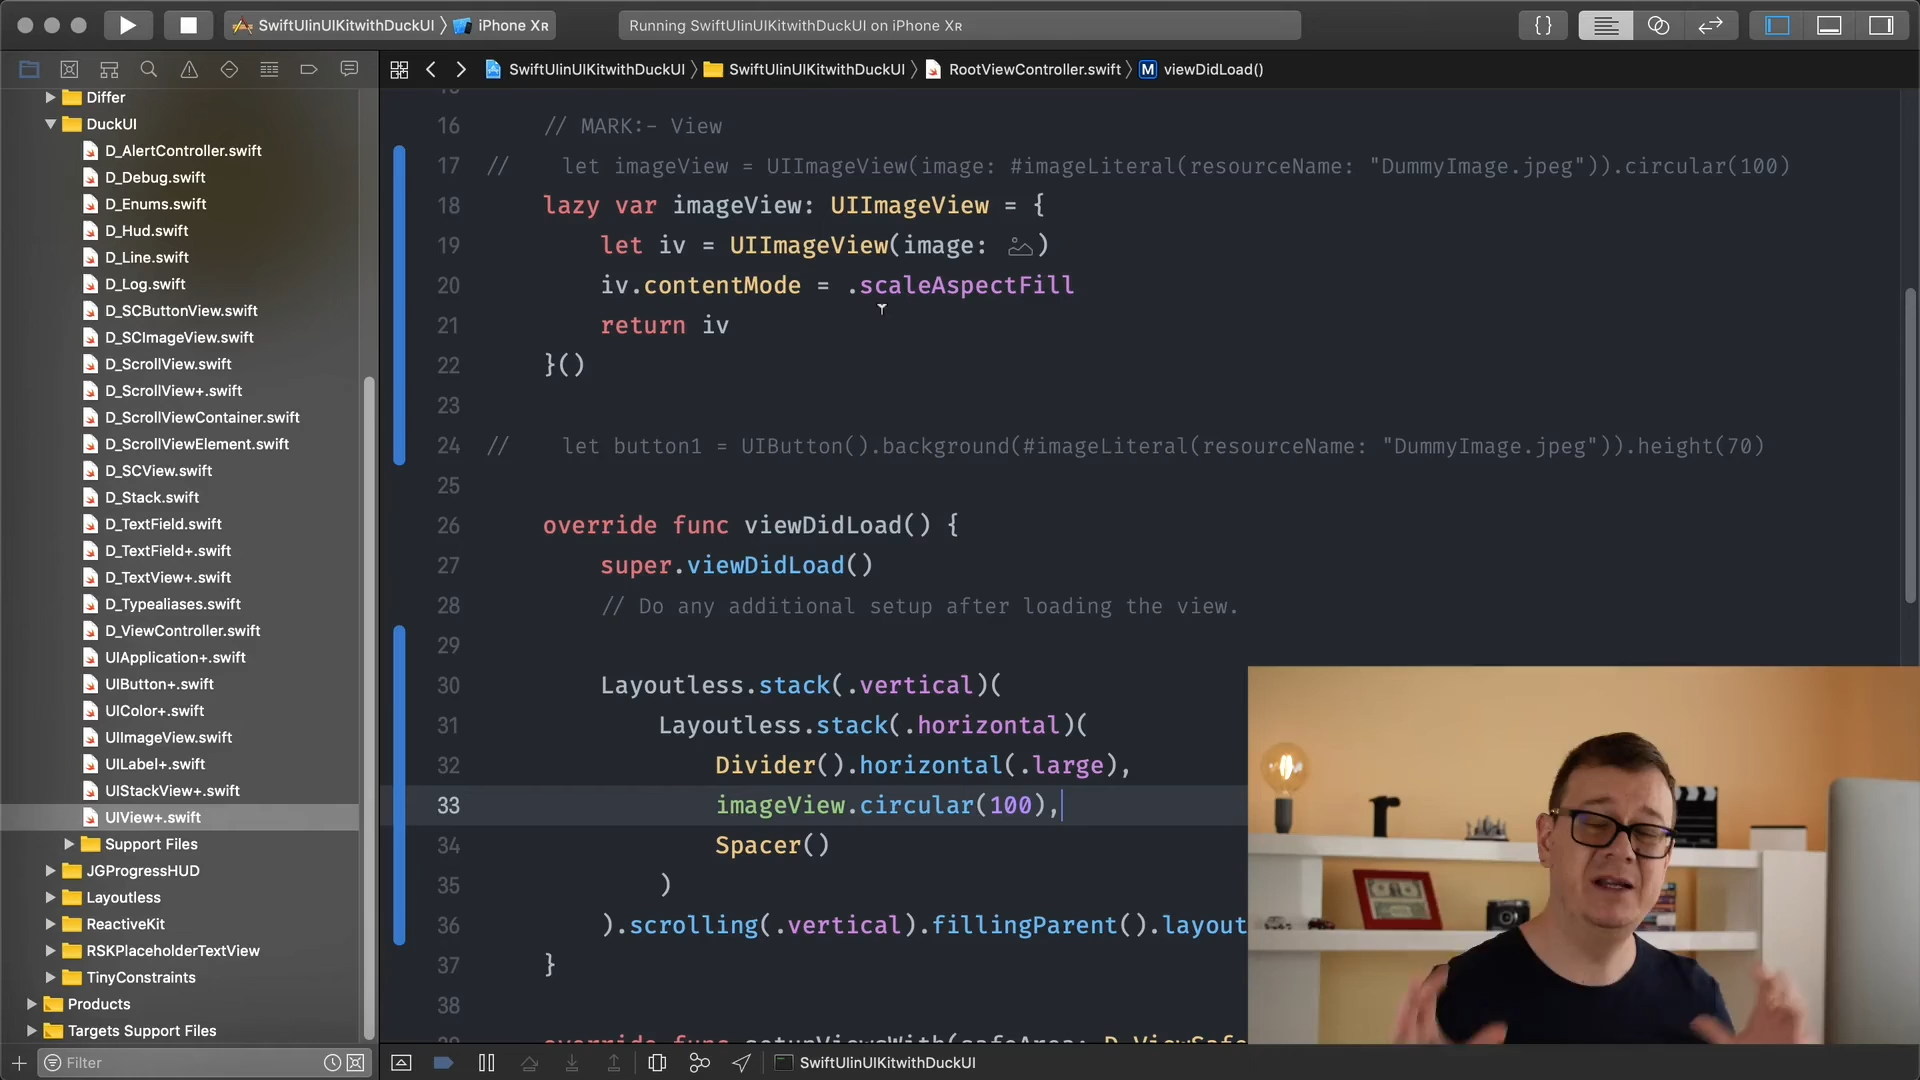 SwiftUIinUIKitwithDuckUI
iPhone XR
Running SwiftUIinUIKitwithDuckUI on iPhone XR
SwiftUIinUIKitwithDuckUI
SwiftUIinUIKitwithDuckUI
RootViewController.swift
M viewDidLoad()
Differ
DuckUI
D_AlertController.swift
D_Debug.swift
D_Enums.swift
D_Hud.swift
D_Line.swift
D_Log.swift
D_SCButtonView.swift
D_SCImageView.swift
D_ScrollView.swift
D_ScrollView+.swift
D_ScrollViewContainer.swift
D_ScrollViewElement.swift
D_SCView.swift
D_Stack.swift
D_TextField.swift
D_TextField+.swift
D_TextView+.swift
D_Typealiases.swift
D_ViewController.swift
UIApplication+.swift
UIButton+.swift
UIColor+.swift
UIImageView.swift
UILabel+.swift
UIStackView+.swift
UIView+.swift
Support Files
JGProgressHUD
Layoutless
ReactiveKit
RSKPlaceholderTextView
TinyConstraints
Products
Targets Support Files
Filter
16 // MARK:- View
17 // let imageView = UIImageView(image: #imageLiteral(resourceName: "DummyImage.jpeg")).circular(100)
18 lazy var imageView: UIImageView = {
19 let iv = UIImageView(image: )
20 iv.contentMode = .scaleAspectFill
21 return iv
22 }()
23
24 // let button1 = UIButton().background(#imageLiteral(resourceName: "DummyImage.jpeg")).height(70)
25
26 override func viewDidLoad() {
27 super.viewDidLoad()
28 // Do any additional setup after loading the view.
29
30 Layoutless.stack(.vertical)(
31 Layoutless.stack(.horizontal)(
32 Divider().horizontal(.large),
33 imageView.circular(100),
34 Spacer()
35 )
36 ).scrolling(.vertical).fillingParent().layout
37 }
38
SwiftUIinUIKitwithDuckUI